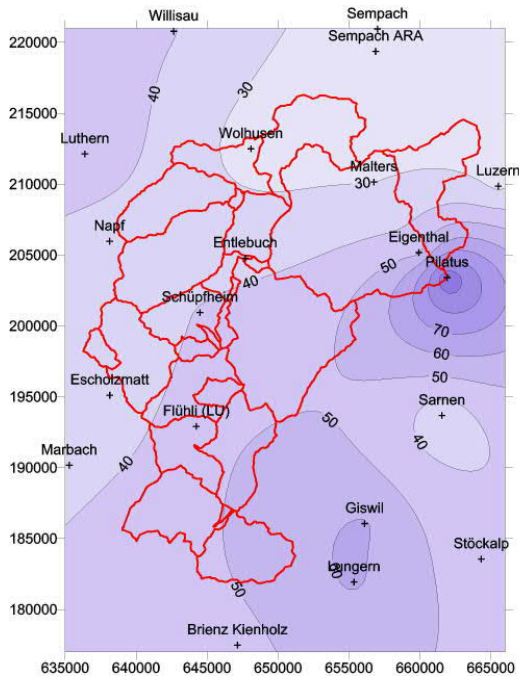 Willisau
Sempach
220000
Sempach ARA
40
30
215000
Luthern
Wolhusen
Malters
Luzern
30
210000
Napf
Eigenthal
Entlebuch
50
Pilatus
205000
40
Schüpfheim
200000
70
60
Escholzmatt
50
195000
Sarnen
Flühli (LU)
50
40
Marbach
40
190000
Giswil
185000
Stöckalp
60
Lungern
50
180000
Brienz Kienholz
635000 640000 645000 650000 655000 660000 665000